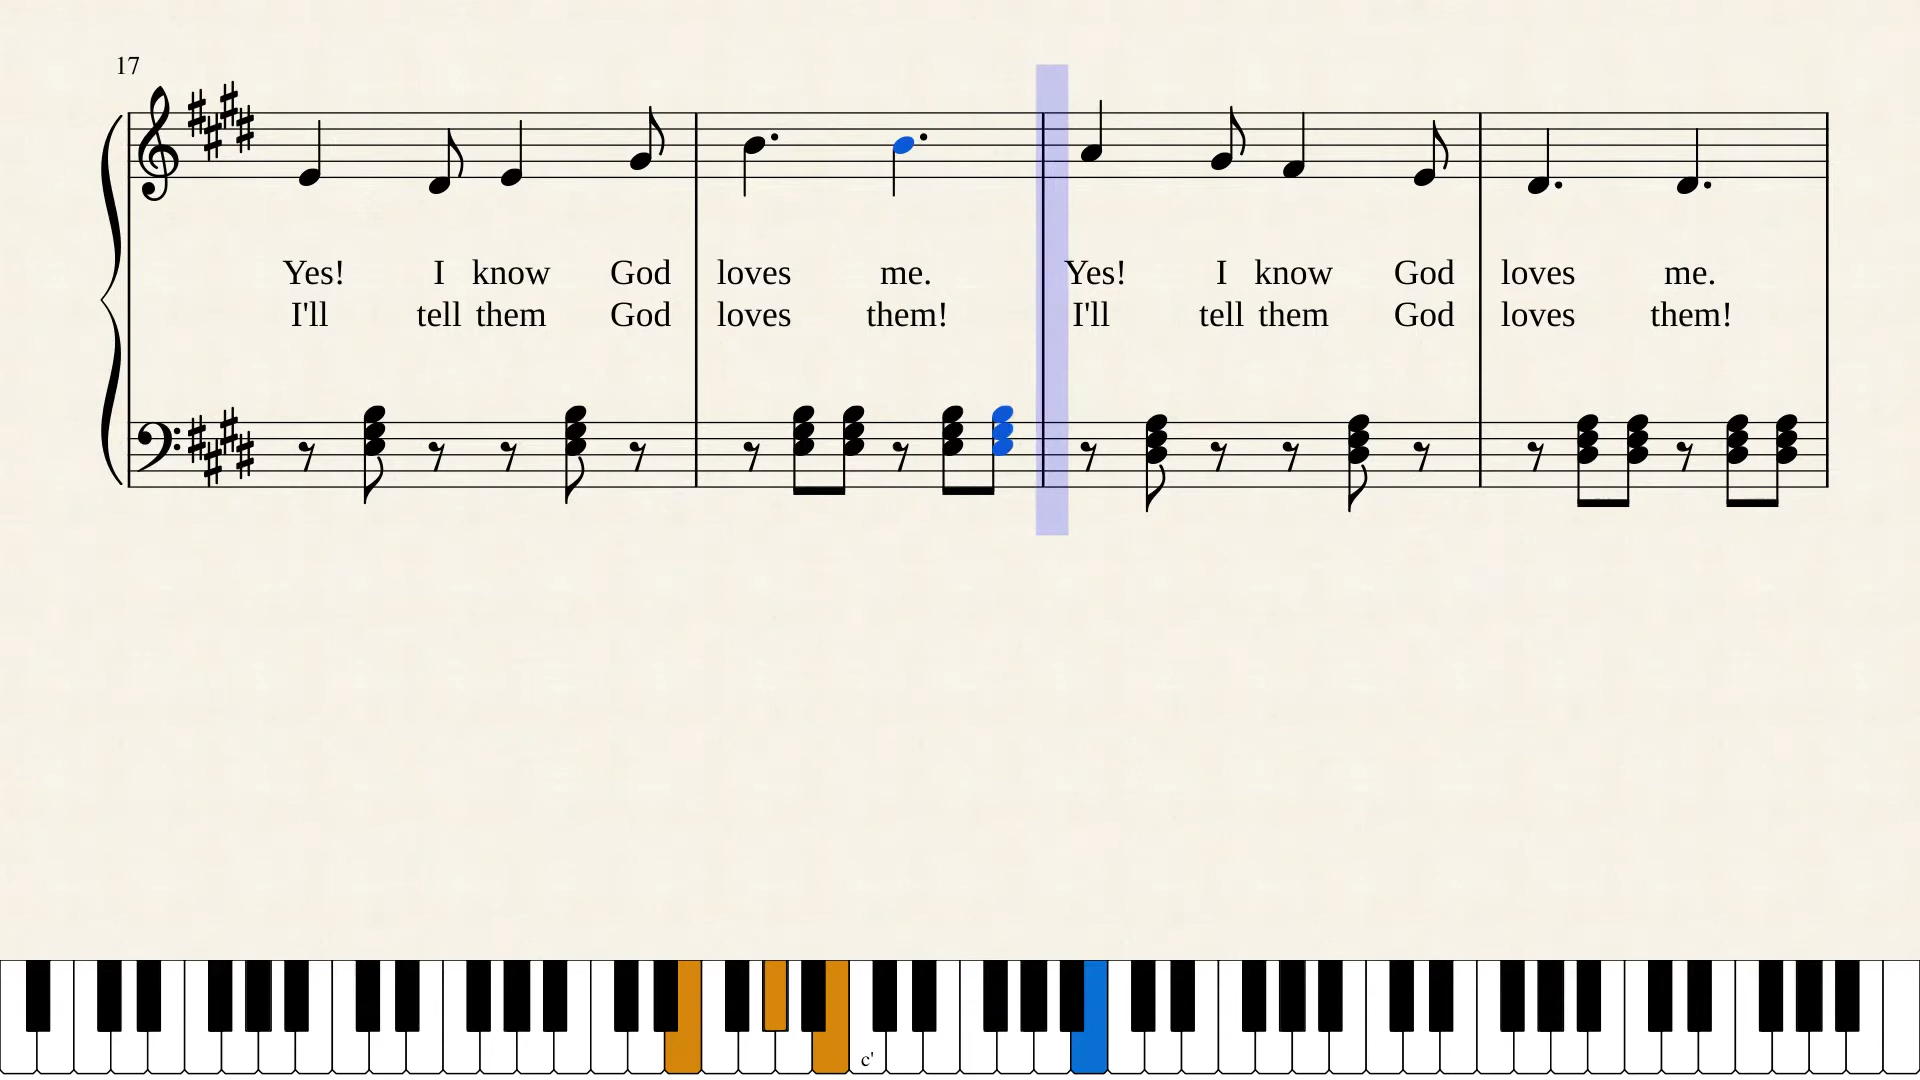 17
Yes! I know God loves me. Yes! I know God loves me.
I'll tell them God loves them! I'll tell them God loves them!
c'